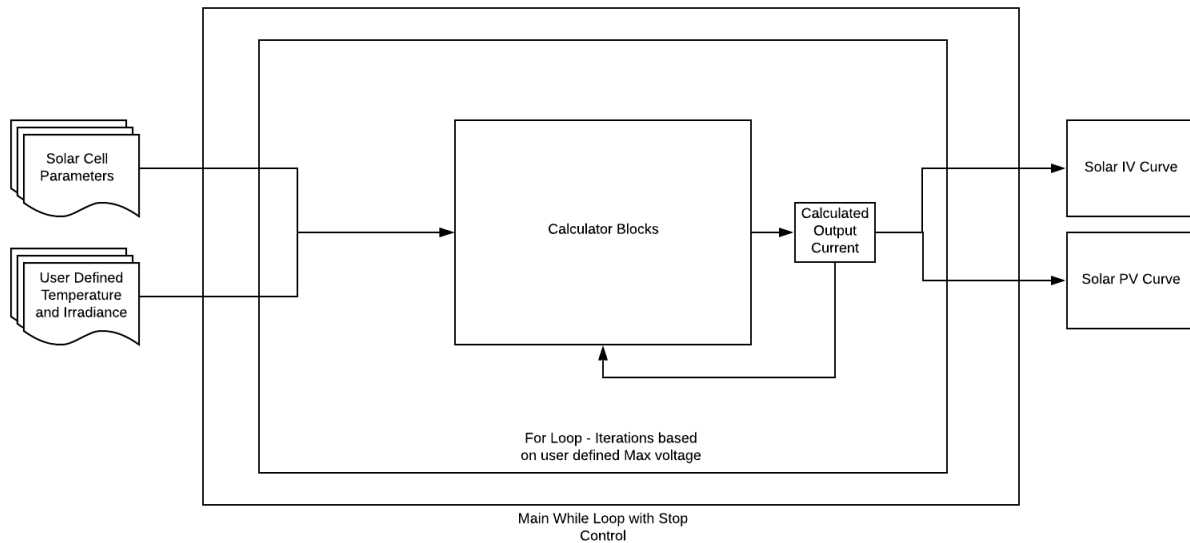 Solar Cell
Parameters
User Defined
Temperature
and Irradiance
Calculator Blocks
Calculated
Output
Current
Solar IV Curve
Solar PV Curve
For Loop - Iterations based
on user defined Max voltage
Main While Loop with Stop
Control